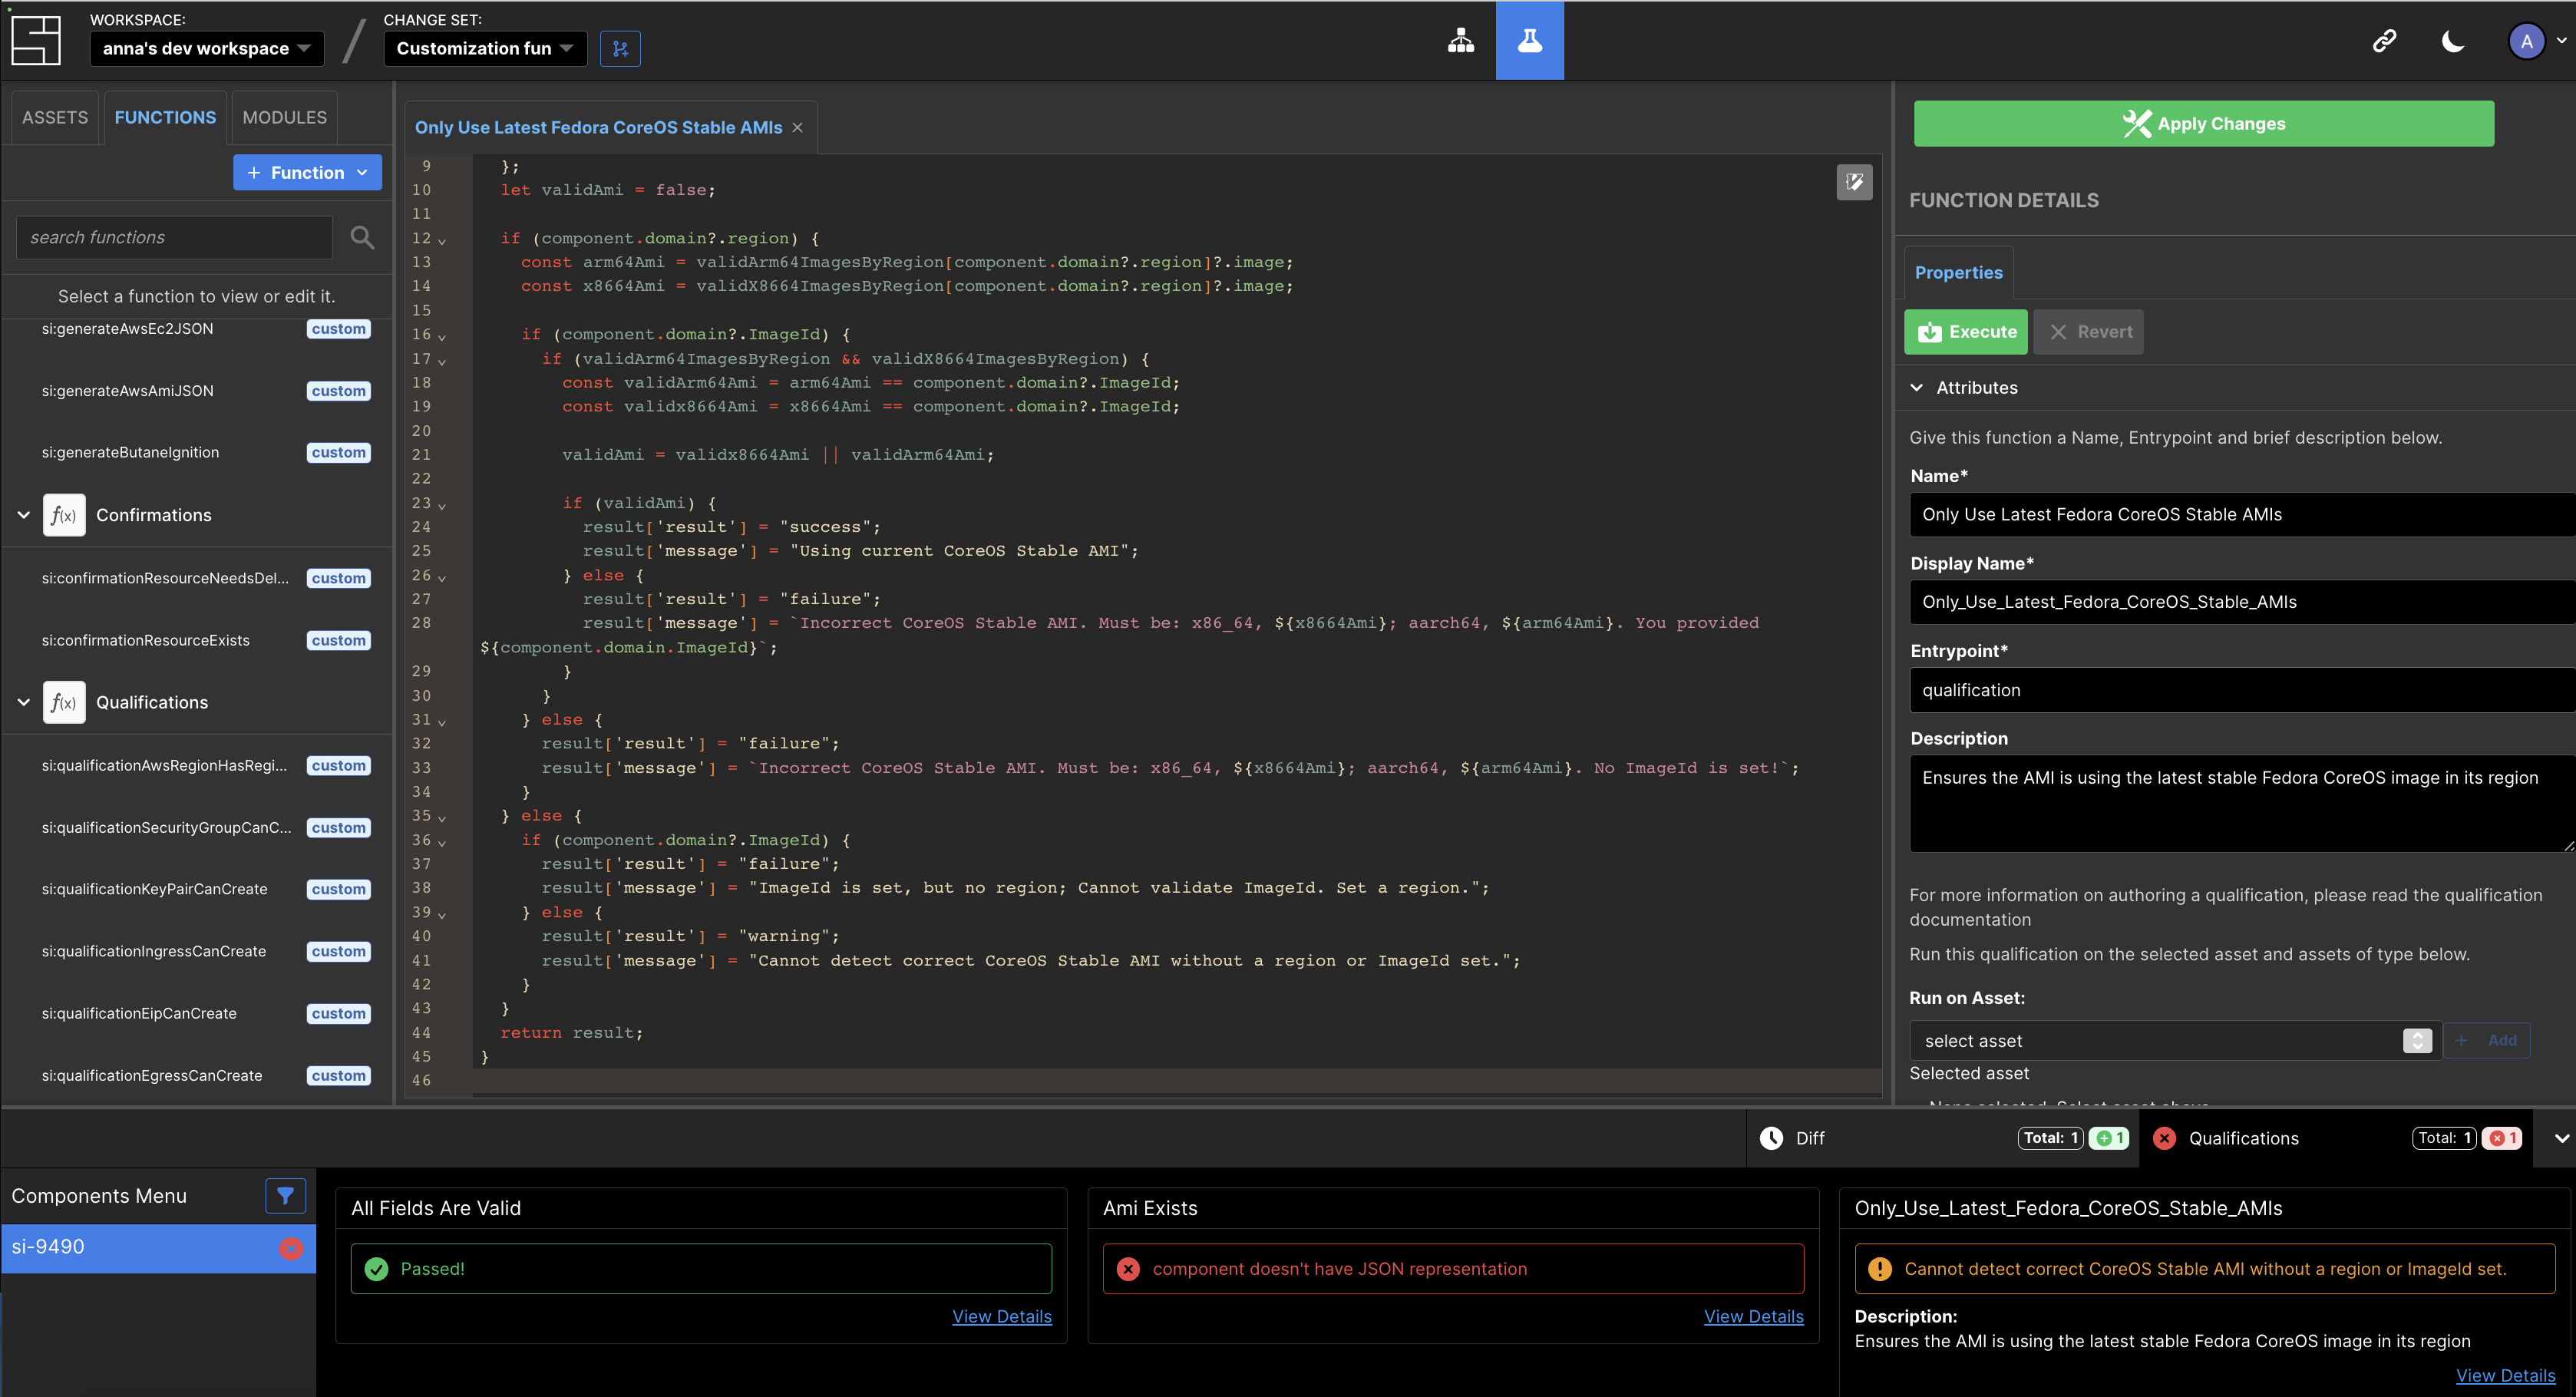 WORKSPACE:
anna's dev workspace
CHANGE SET:
Customization fun
A
ASSETS
FUNCTIONS
MODULES
+ Function
search functions
Select a function to view or edit it.
si:generateAwsEc2JSON custom
si:generateAwsAmiJSON custom
si:generateButaneIgnition custom
f(x) Confirmations
si:confirmationResourceNeedsDel... custom
si:confirmationResourceExists custom
f(x) Qualifications
si:qualificationAwsRegionHasRegi... custom
si:qualificationSecurityGroupCanC... custom
si:qualificationKeyPairCanCreate custom
si:qualificationIngressCanCreate custom
si:qualificationEipCanCreate custom
si:qualificationEgressCanCreate custom
Only Use Latest Fedora CoreOS Stable AMIs
9 };
10 let validAmi = false;
11
12 if (component.domain?.region) {
13 const arm64Ami = validArm64ImagesByRegion[component.domain?.region]?.image;
14 const x8664Ami = validX8664ImagesByRegion[component.domain?.region]?.image;
15
16 if (component.domain?.ImageId) {
17 if (validArm64ImagesByRegion && validX8664ImagesByRegion) {
18 const validArm64Ami = arm64Ami == component.domain?.ImageId;
19 const validx8664Ami = x8664Ami == component.domain?.ImageId;
20
21 validAmi = validx8664Ami || validArm64Ami;
22
23 if (validAmi) {
24 result['result'] = "success";
25 result['message'] = "Using current CoreOS Stable AMI";
26 } else {
27 result['result'] = "failure";
28 result['message'] = `Incorrect CoreOS Stable AMI. Must be: x86_64, ${x8664Ami}; aarch64, ${arm64Ami}. You provided
${component.domain.ImageId}`;
29 }
30 }
31 } else {
32 result['result'] = "failure";
33 result['message'] = `Incorrect CoreOS Stable AMI. Must be: x86_64, ${x8664Ami}; aarch64, ${arm64Ami}. No ImageId is set!`;
34 }
35 } else {
36 if (component.domain?.ImageId) {
37 result['result'] = "failure";
38 result['message'] = "ImageId is set, but no region; Cannot validate ImageId. Set a region.";
39 } else {
40 result['result'] = "warning";
41 result['message'] = "Cannot detect correct CoreOS Stable AMI without a region or ImageId set.";
42 }
43 }
44 return result;
45 }
46
Apply Changes
FUNCTION DETAILS
Properties
Execute
Revert
Attributes
Give this function a Name, Entrypoint and brief description below.
Name*
Only Use Latest Fedora CoreOS Stable AMIs
Display Name*
Only_Use_Latest_Fedora_CoreOS_Stable_AMIs
Entrypoint*
qualification
Description
Ensures the AMI is using the latest stable Fedora CoreOS image in its region
For more information on authoring a qualification, please read the qualification
documentation
Run this qualification on the selected asset and assets of type below.
Run on Asset:
select asset
+ Add
Selected asset
None selected. Select asset above
Diff
Total: 1
1
Qualifications
Total: 1
1
Components Menu
si-9490
All Fields Are Valid
Passed!
View Details
Ami Exists
component doesn't have JSON representation
View Details
Only_Use_Latest_Fedora_CoreOS_Stable_AMIs
Cannot detect correct CoreOS Stable AMI without a region or ImageId set.
Description:
Ensures the AMI is using the latest stable Fedora CoreOS image in its region
View Details